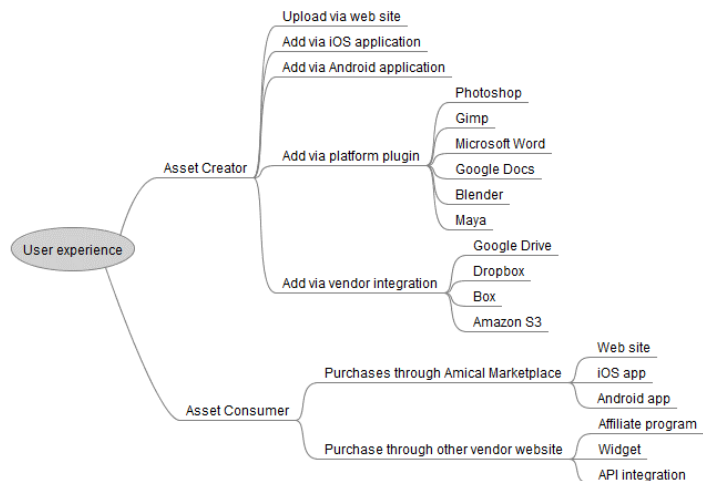 Upload via web site
Add via iOS application
Add via Android application
Photoshop
Gimp
Microsoft Word
Add via platform plugin
Google Docs
Asset Creator
Blender
Maya
User experience
Google Drive
Dropbox
Add via vendor integration
Box
Amazon S3
Web site
Purchases through Amical Marketplace
iOS app
Android app
Asset Consumer
Affiliate program
Purchase through other vendor website
Widget
API integration